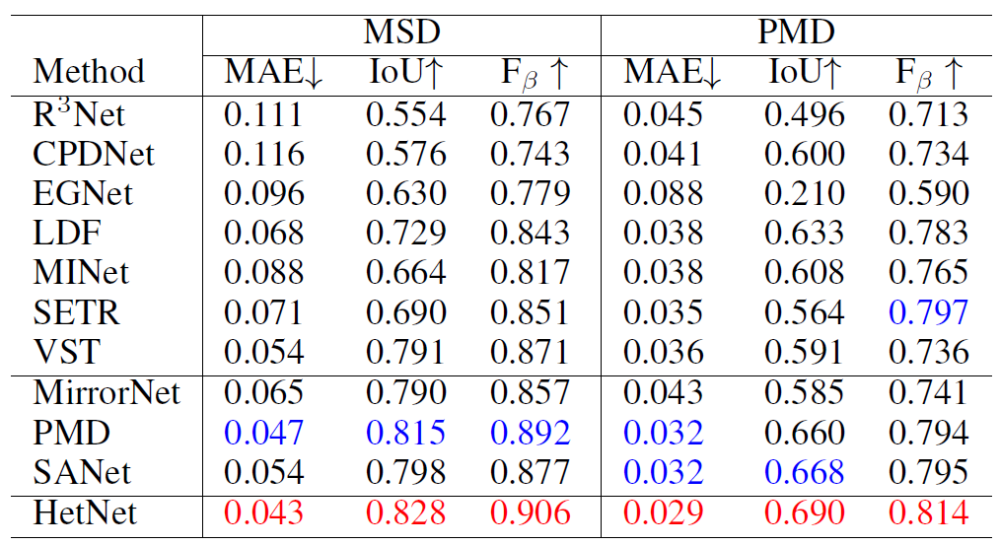 MSD PMD
Method MAE↓ IoU↑ Fβ ↑ MAE↓ IoU↑ Fβ ↑
R³Net 0.111 0.554 0.767 0.045 0.496 0.713
CPDNet 0.116 0.576 0.743 0.041 0.600 0.734
EGNet 0.096 0.630 0.779 0.088 0.210 0.590
LDF 0.068 0.729 0.843 0.038 0.633 0.783
MINet 0.088 0.664 0.817 0.038 0.608 0.765
SETR 0.071 0.690 0.851 0.035 0.564 0.797
VST 0.054 0.791 0.871 0.036 0.591 0.736
MirrorNet 0.065 0.790 0.857 0.043 0.585 0.741
PMD 0.047 0.815 0.892 0.032 0.660 0.794
SANet 0.054 0.798 0.877 0.032 0.668 0.795
HetNet 0.043 0.828 0.906 0.029 0.690 0.814